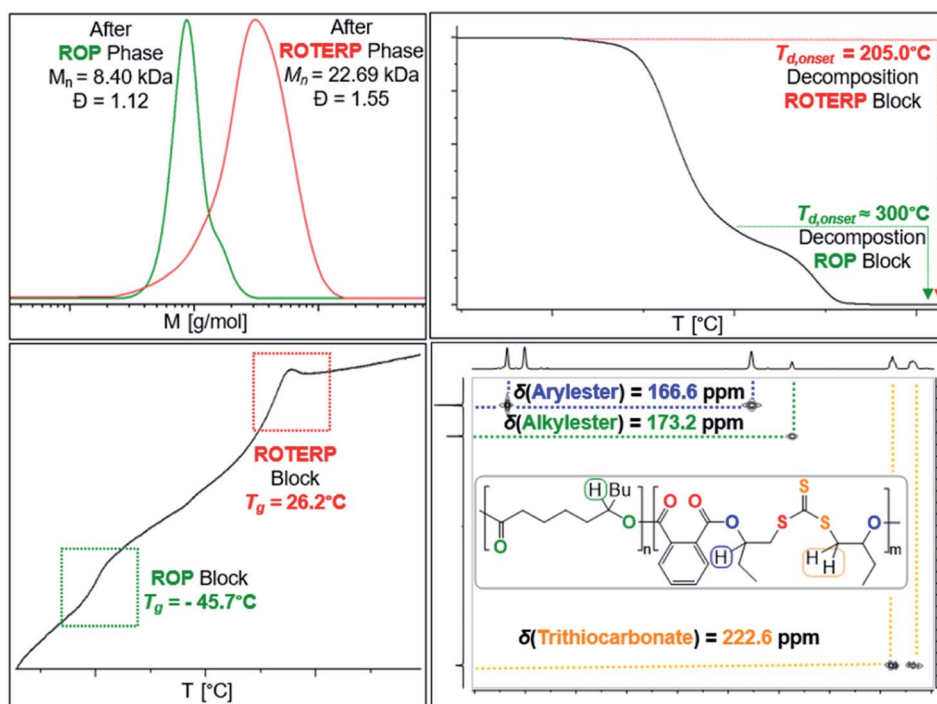 After
ROP Phase
Mn = 8.40 kDa
Đ = 1.12
After
ROTERP Phase
Mn = 22.69 kDa
Đ = 1.55
M [g/mol]
Td,onset = 205.0°C
Decomposition
ROTERP Block
Td,onset ≈ 300°C
Decompostion
ROP Block
T [°C]
ROTERP
Block
Tg = 26.2°C
ROP Block
Tg = - 45.7°C
T [°C]
δ(Arylester) = 166.6 ppm
δ(Alkylester) = 173.2 ppm
H Bu
O O S
O O S S O
n m
O H H
H
δ(Trithiocarbonate) = 222.6 ppm